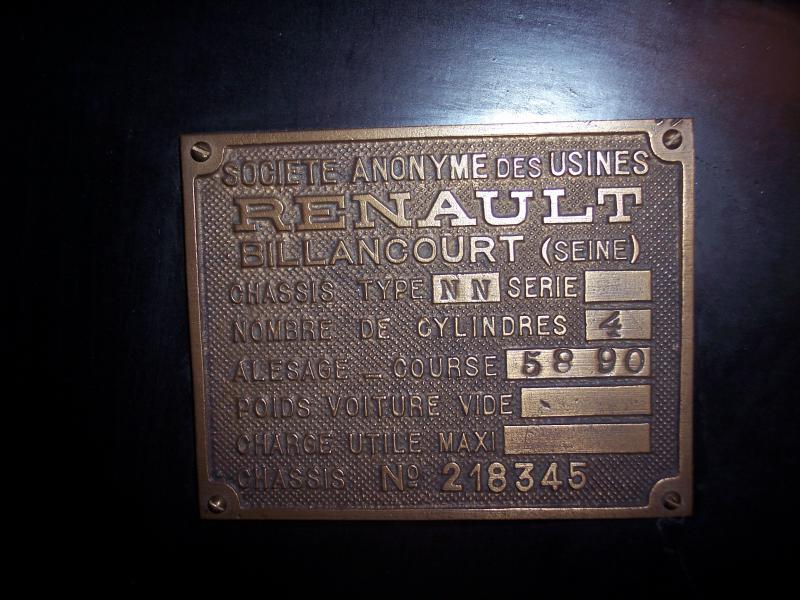 SOCIETE ANONYME DES USINES
RENAULT
BILLANCOURT (SEINE)
CHASSIS TYPE NN SERIE
NOMBRE DE CYLINDRES 4
ALESAGE - COURSE 58 90
POIDS VOITURE VIDE
CHARGE UTILE MAXI
CHASSIS Nº 218345